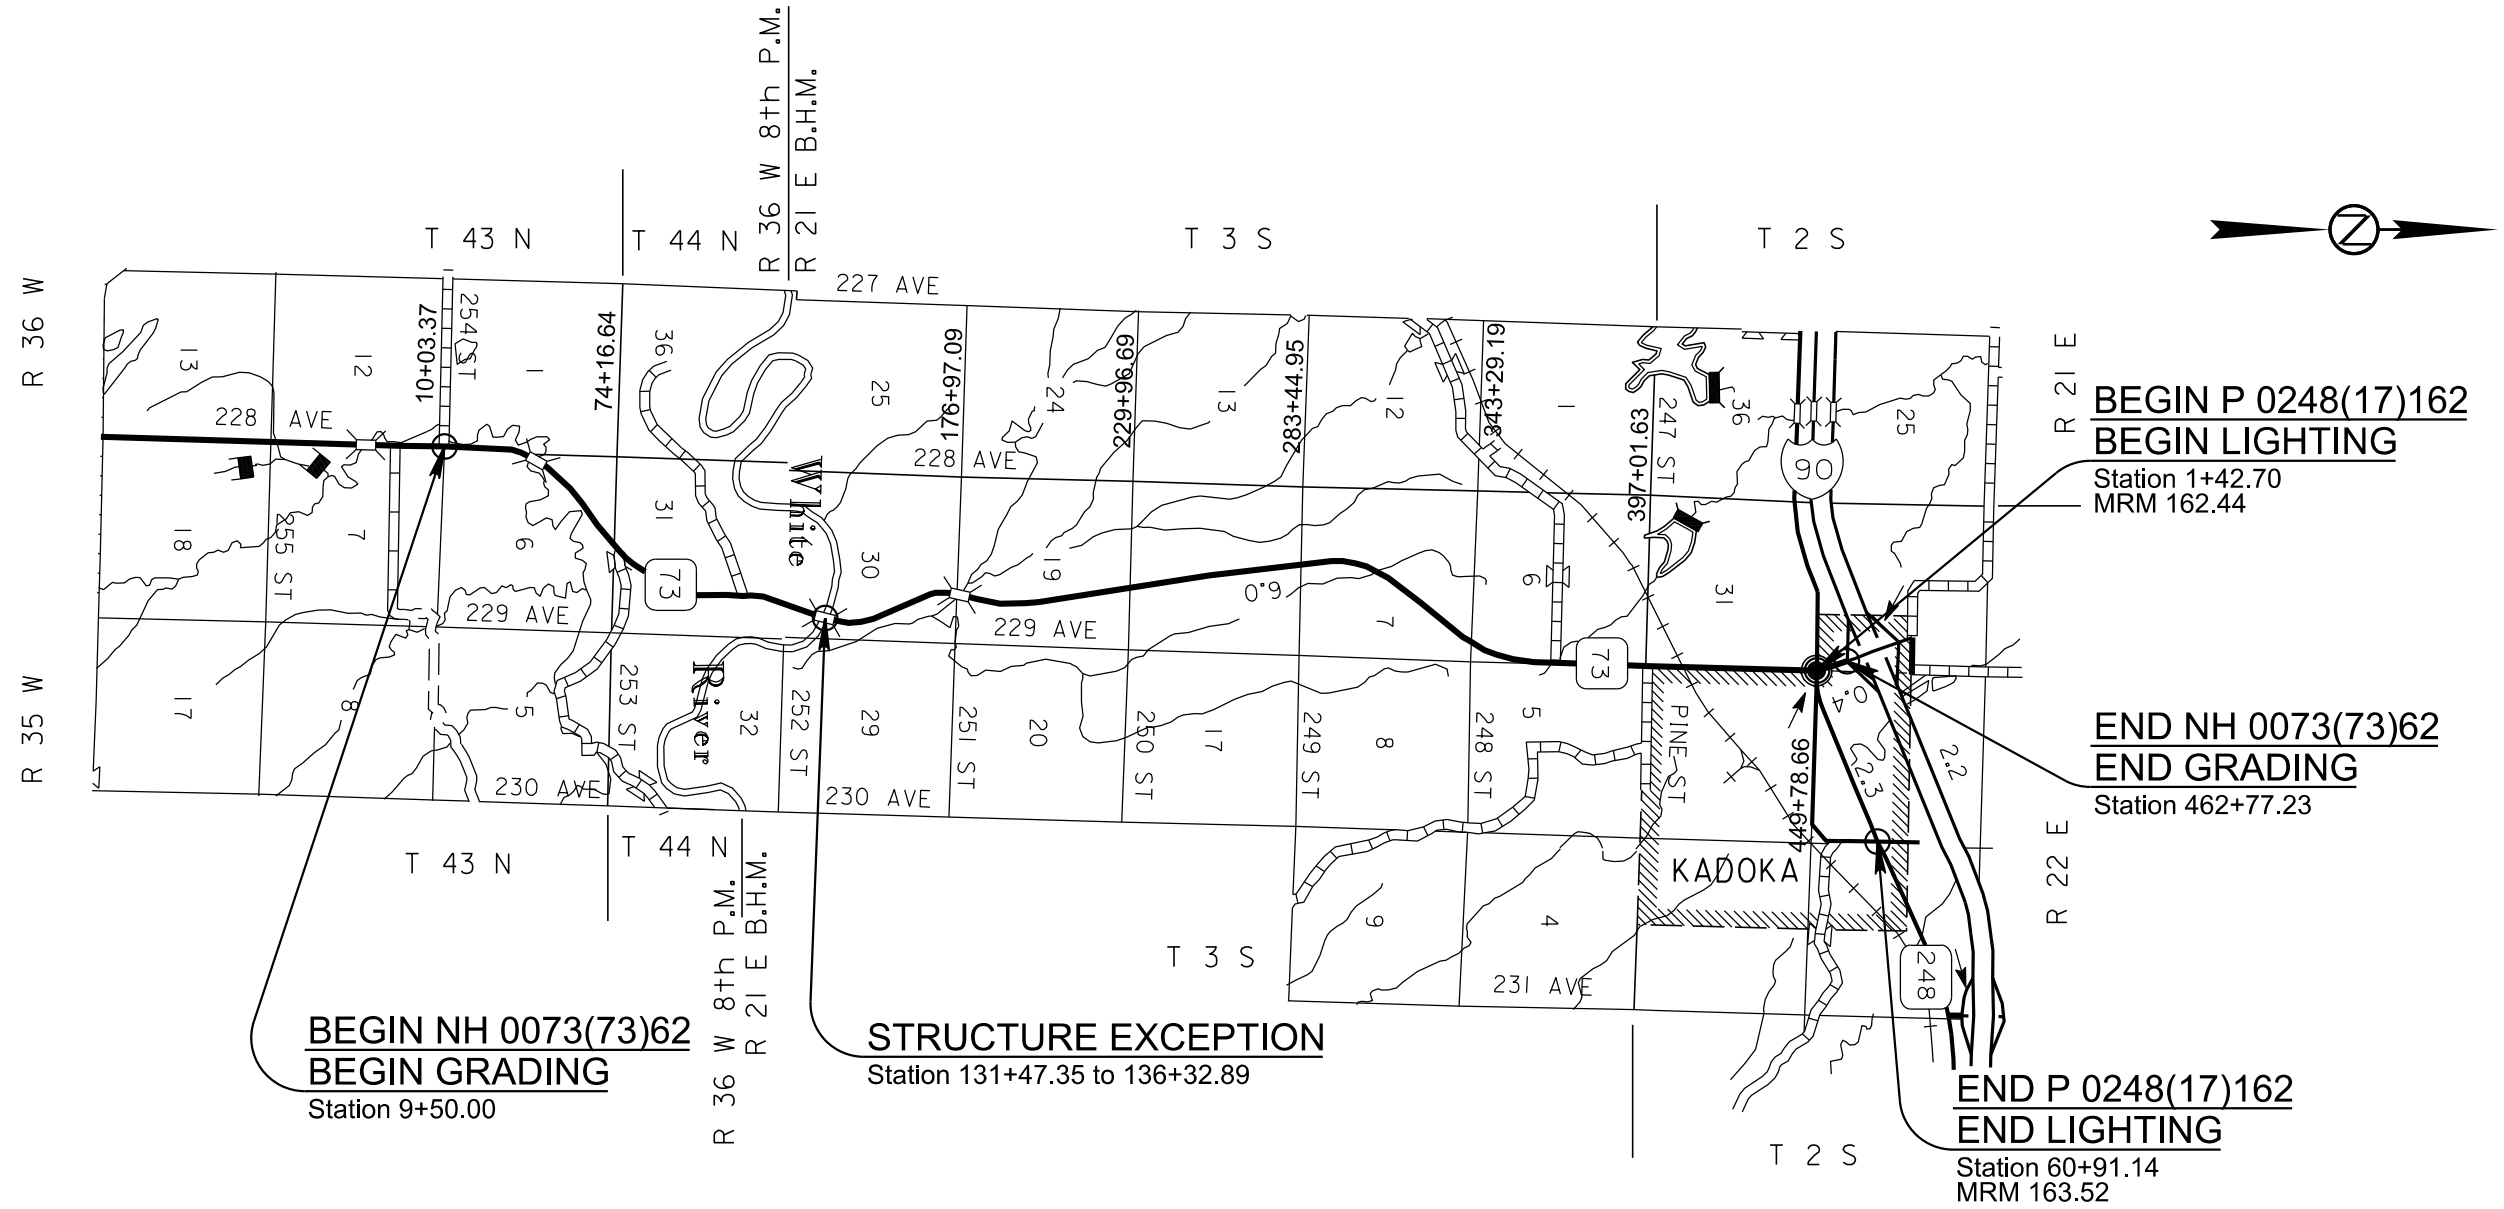 R 36 W 8th P.M.
R 21 E B.H.M.
T 43 N
T 44 N
T 3 S
T 2 S
Z
R 36 W
227 AVE
R 21 E
10+03.37
254 ST
74+16.64
176+97.09
229+96.69
283+44.95
343+29.19
397+01.63
247 ST
13
12
1
36
25
24
13
12
1
36
25
90
228 AVE
228 AVE
White
BEGIN P 0248(17)162
BEGIN LIGHTING
Station 1+42.70
MRM 162.44
18
255 ST
7
6
31
73
30
19
6.0
7
6
31
229 AVE
229 AVE
73
0.4
R 35 W
17
8
5
253 ST
River
32
252 ST
29
251 ST
20
250 ST
17
249 ST
8
248 ST
5
PINE ST
449+78.66
2.3
2.2
END NH 0073(73)62
END GRADING
Station 462+77.23
230 AVE
230 AVE
T 43 N
T 44 N
R 36 W 8th P.M.
R 21 E B.H.M.
T 3 S
9
4
KADOKA
R 22 E
231 AVE
248
BEGIN NH 0073(73)62
BEGIN GRADING
Station 9+50.00
STRUCTURE EXCEPTION
Station 131+47.35 to 136+32.89
T 2 S
END P 0248(17)162
END LIGHTING
Station 60+91.14
MRM 163.52